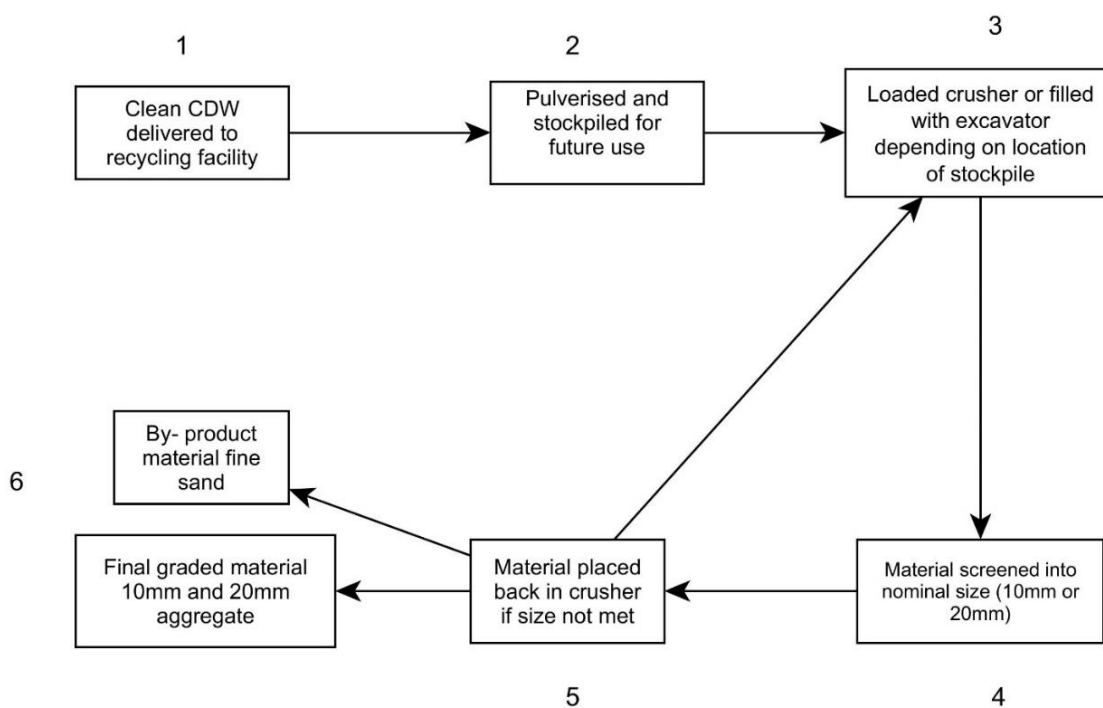 1
Clean CDW
delivered to
recycling facility
2
Pulverised and
stockpiled for
future use
3
Loaded crusher or filled
with excavator
depending on location
of stockpile
Material screened into
nominal size (10mm or
20mm)
4
Material placed
back in crusher
if size not met
5
6
By- product
material fine
sand
Final graded material
10mm and 20mm
aggregate